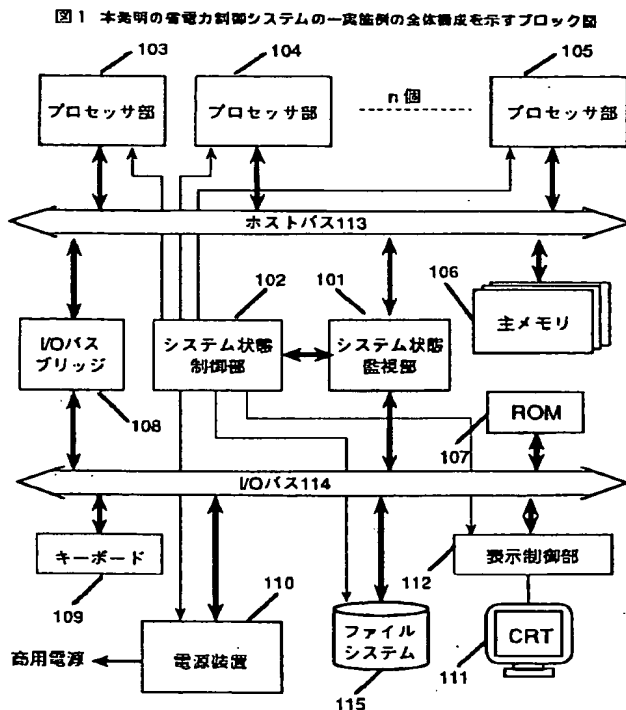 図1 本発明の省電力制御システムの一実施例の全体構成を示すブロック図
103
104
105
プロセッサ部
プロセッサ部
n個
プロセッサ部
ホストバス113
102
101
106
主メモリ
I/Oバス
ブリッジ
システム状態
制御部
システム状態
監視部
108
ROM
107
I/Oバス114
キーボード
109
110
112
表示制御部
商用電源
電源装置
ファイル
システム
115
CRT
111